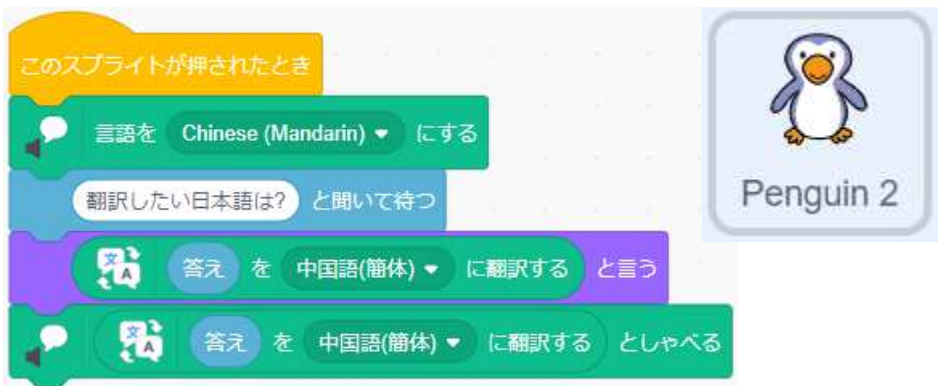 このスプライトが押されたとき
言語を Chinese (Mandarin) にする
翻訳したい日本語は? と聞いて待つ
答え を 中国語(簡体) に翻訳する と言う
答え を 中国語(簡体) に翻訳する としゃべる
Penguin 2